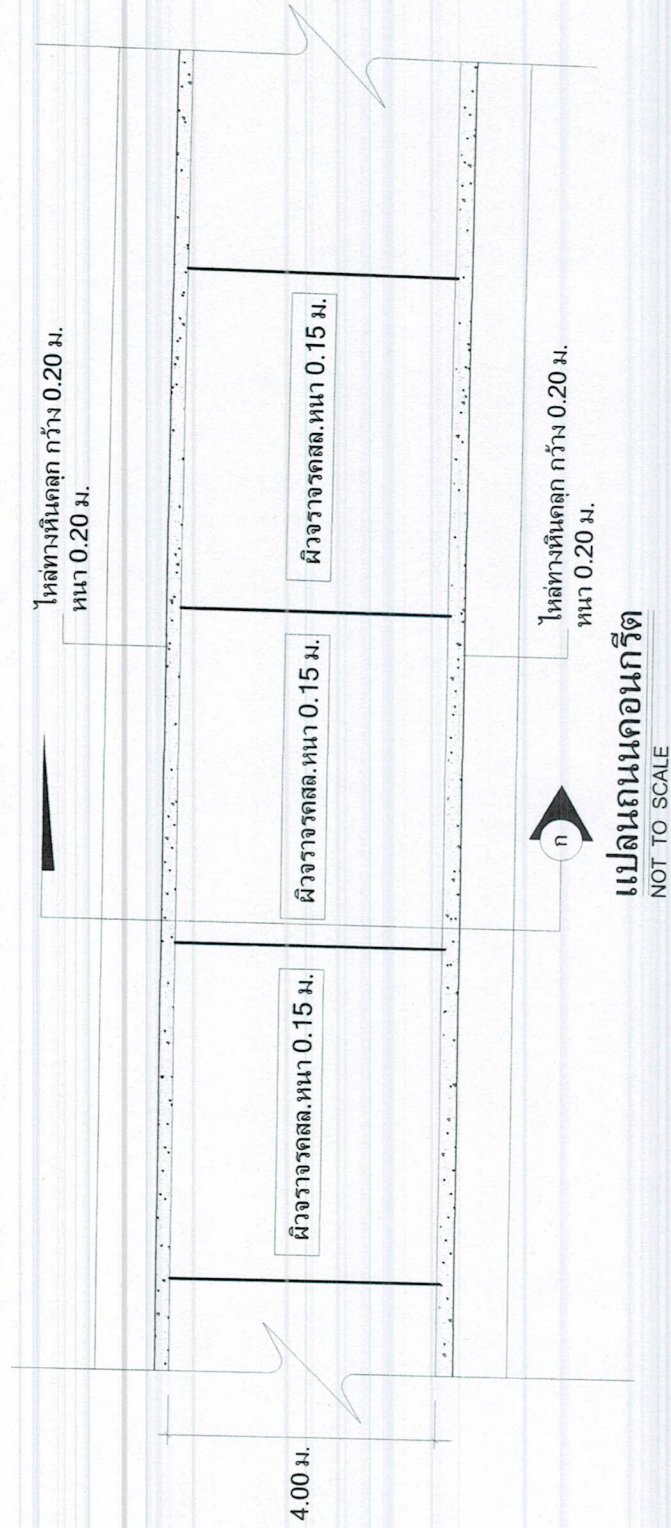 ไหล่ทางหินคลุก กว้าง 0.20 ม.
หนา 0.20 ม.
ผิวจราจรคสล.หนา 0.15 ม.
ผิวจราจรคสล.หนา 0.15 ม.
ผิวจราจรคสล.หนา 0.15 ม.
4.00 ม.
ไหล่ทางหินคลุก กว้าง 0.20 ม.
หนา 0.20 ม.
ก
แปลนถนนคอนกรีต
NOT TO SCALE